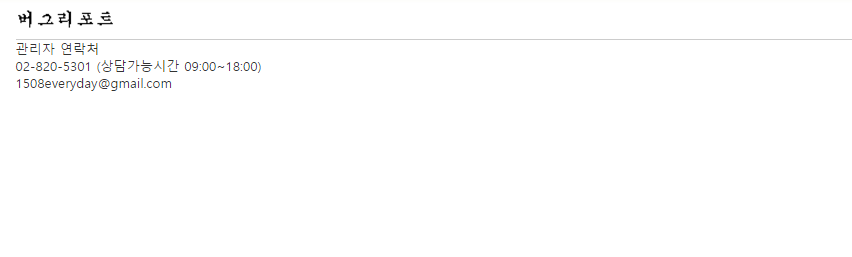 버그리포트
관리자 연락처
02-820-5301 (상담가능시간 09:00~18:00)
1508everyday@gmail.com